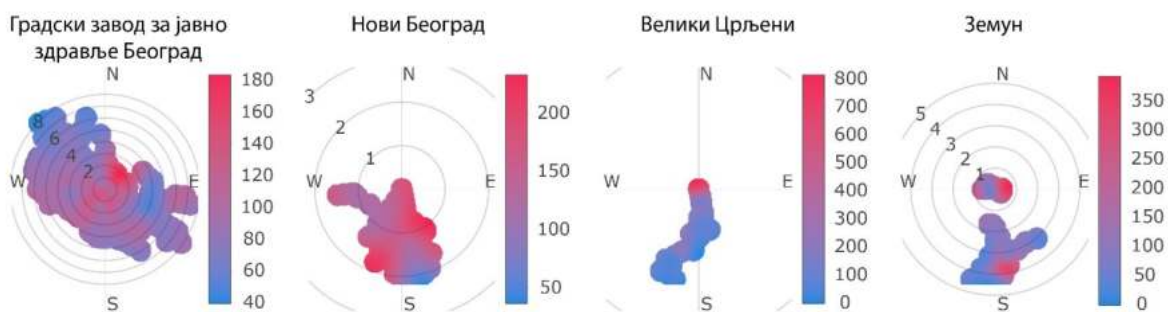 Градски завод за јавно
здравље Београд
N
W
E
S
8
6
4
2
180
160
140
120
100
80
60
40
Нови Београд
N
W
E
S
3
2
1
200
150
100
50
Велики Црљени
N
W
E
S
800
700
600
500
400
300
200
100
0
Земун
N
W
E
S
5
4
3
2
1
350
300
250
200
150
100
50
0